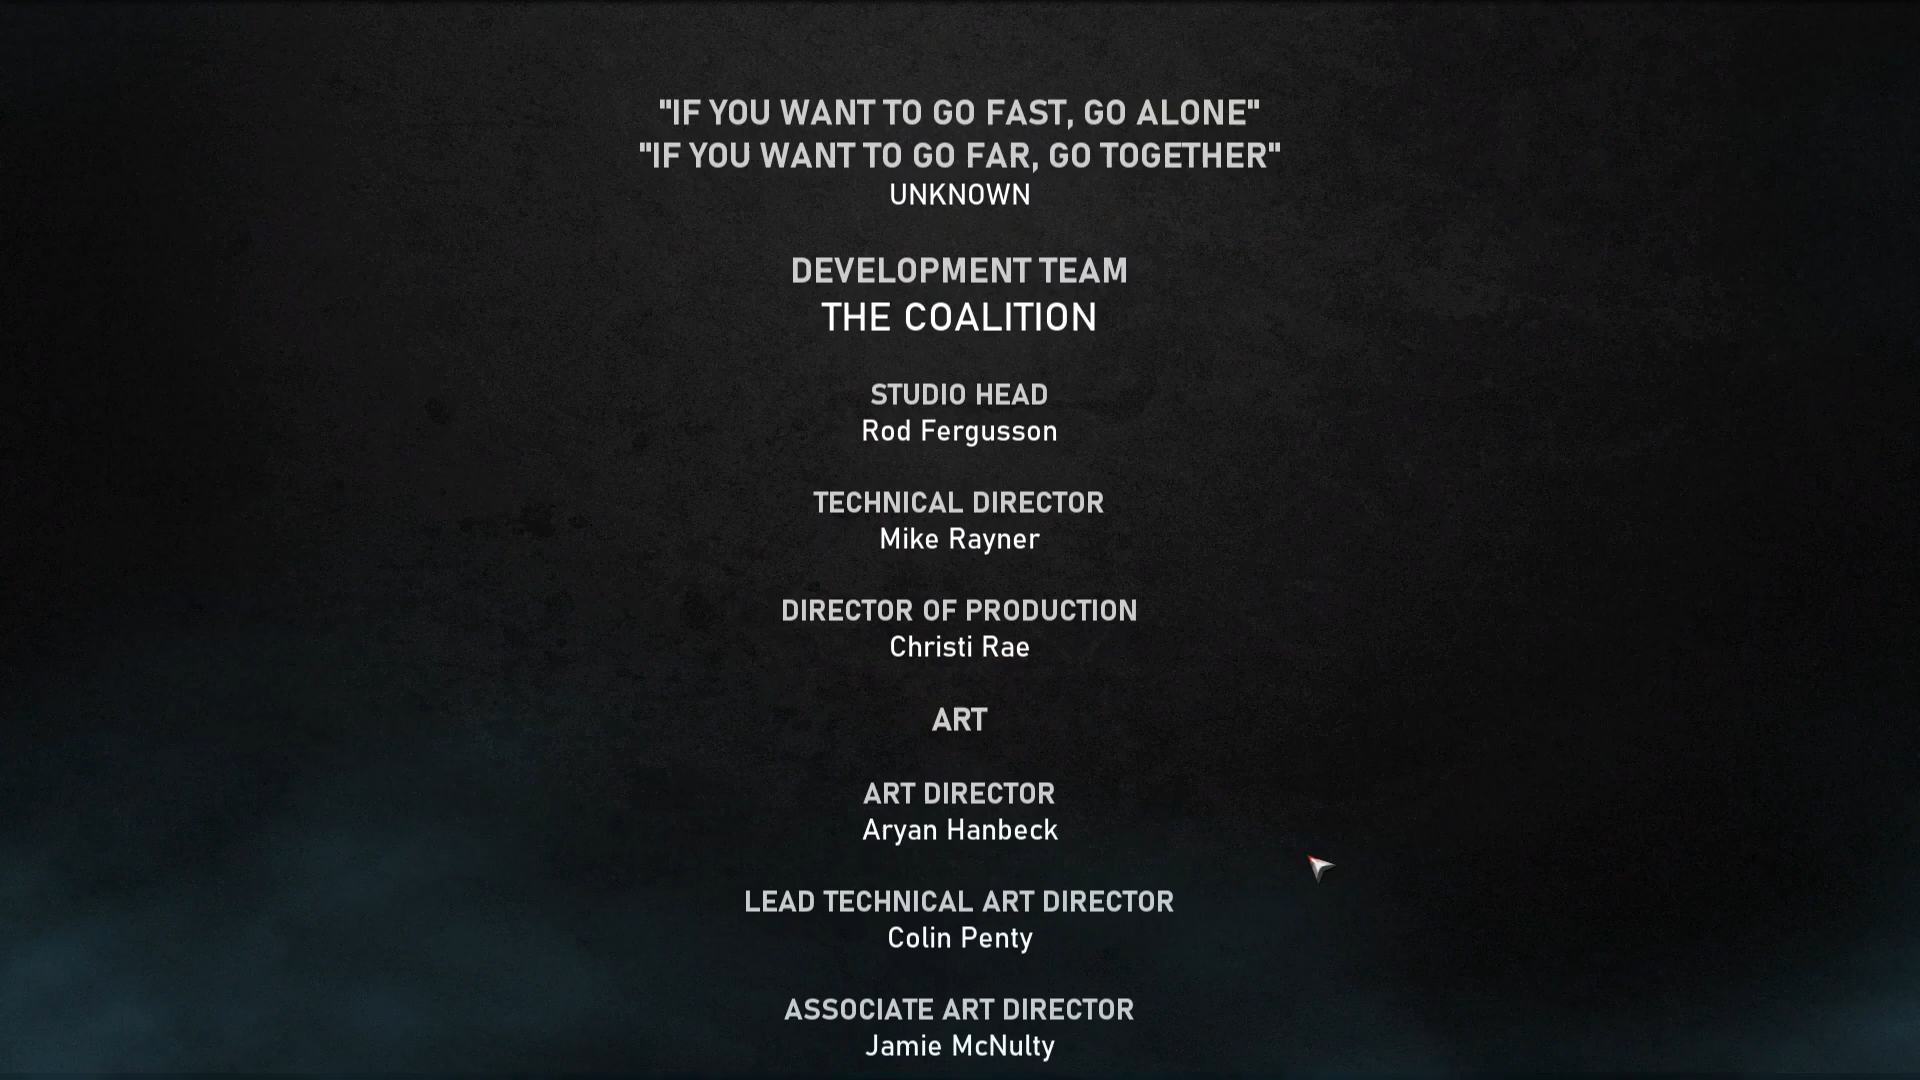 "IF YOU WANT TO GO FAST, GO ALONE"
"IF YOU WANT TO GO FAR, GO TOGETHER"
UNKNOWN
DEVELOPMENT TEAM
THE COALITION
STUDIO HEAD
Rod Fergusson
TECHNICAL DIRECTOR
Mike Rayner
DIRECTOR OF PRODUCTION
Christi Rae
ART
ART DIRECTOR
Aryan Hanbeck
LEAD TECHNICAL ART DIRECTOR
Colin Penty
ASSOCIATE ART DIRECTOR
Jamie McNulty